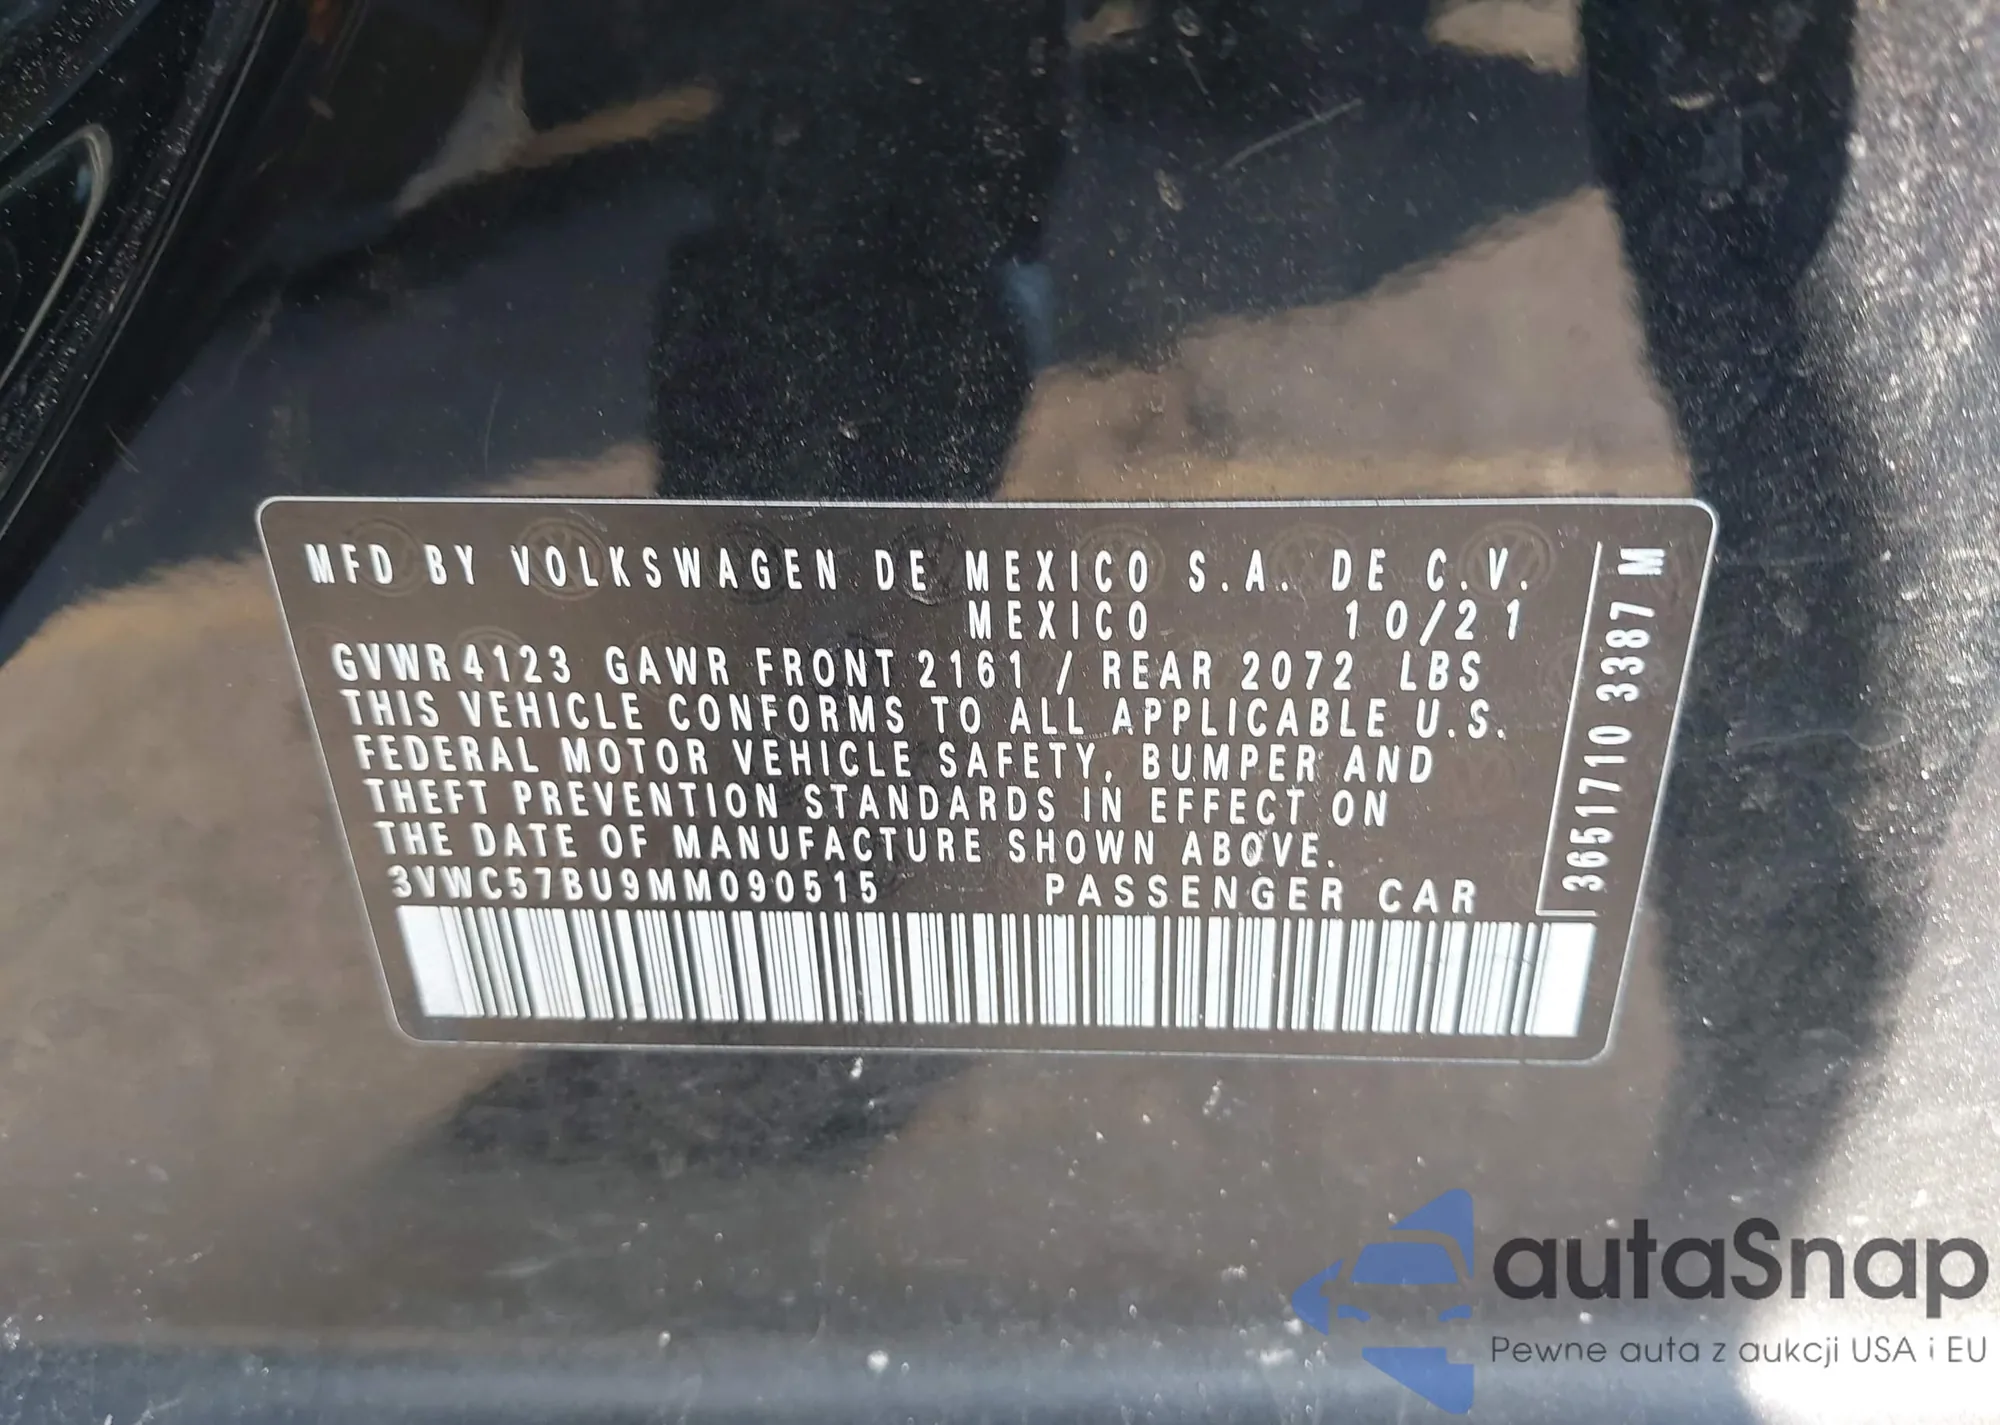 MFD BY VOLKSWAGEN DE MEXICO S.A. DE C.V.
MEXICO 10/21
GVWR 4123 GAWR FRONT 2161 / REAR 2072 LBS
THIS VEHICLE CONFORMS TO ALL APPLICABLE U.S.
FEDERAL MOTOR VEHICLE SAFETY, BUMPER AND
THEFT PREVENTION STANDARDS IN EFFECT ON
THE DATE OF MANUFACTURE SHOWN ABOVE.
3VWC57BU9MM090515 PASSENGER CAR
3651710 3387 M
autaSnap
Pewne auta z aukcji USA i EU